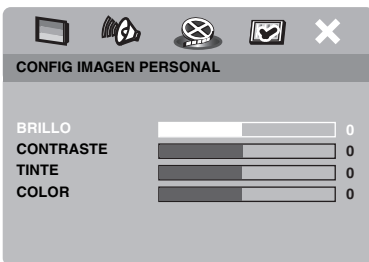 CONFIG IMAGEN PERSONAL
BRILLO 0
CONTRASTE 0
TINTE 0
COLOR 0